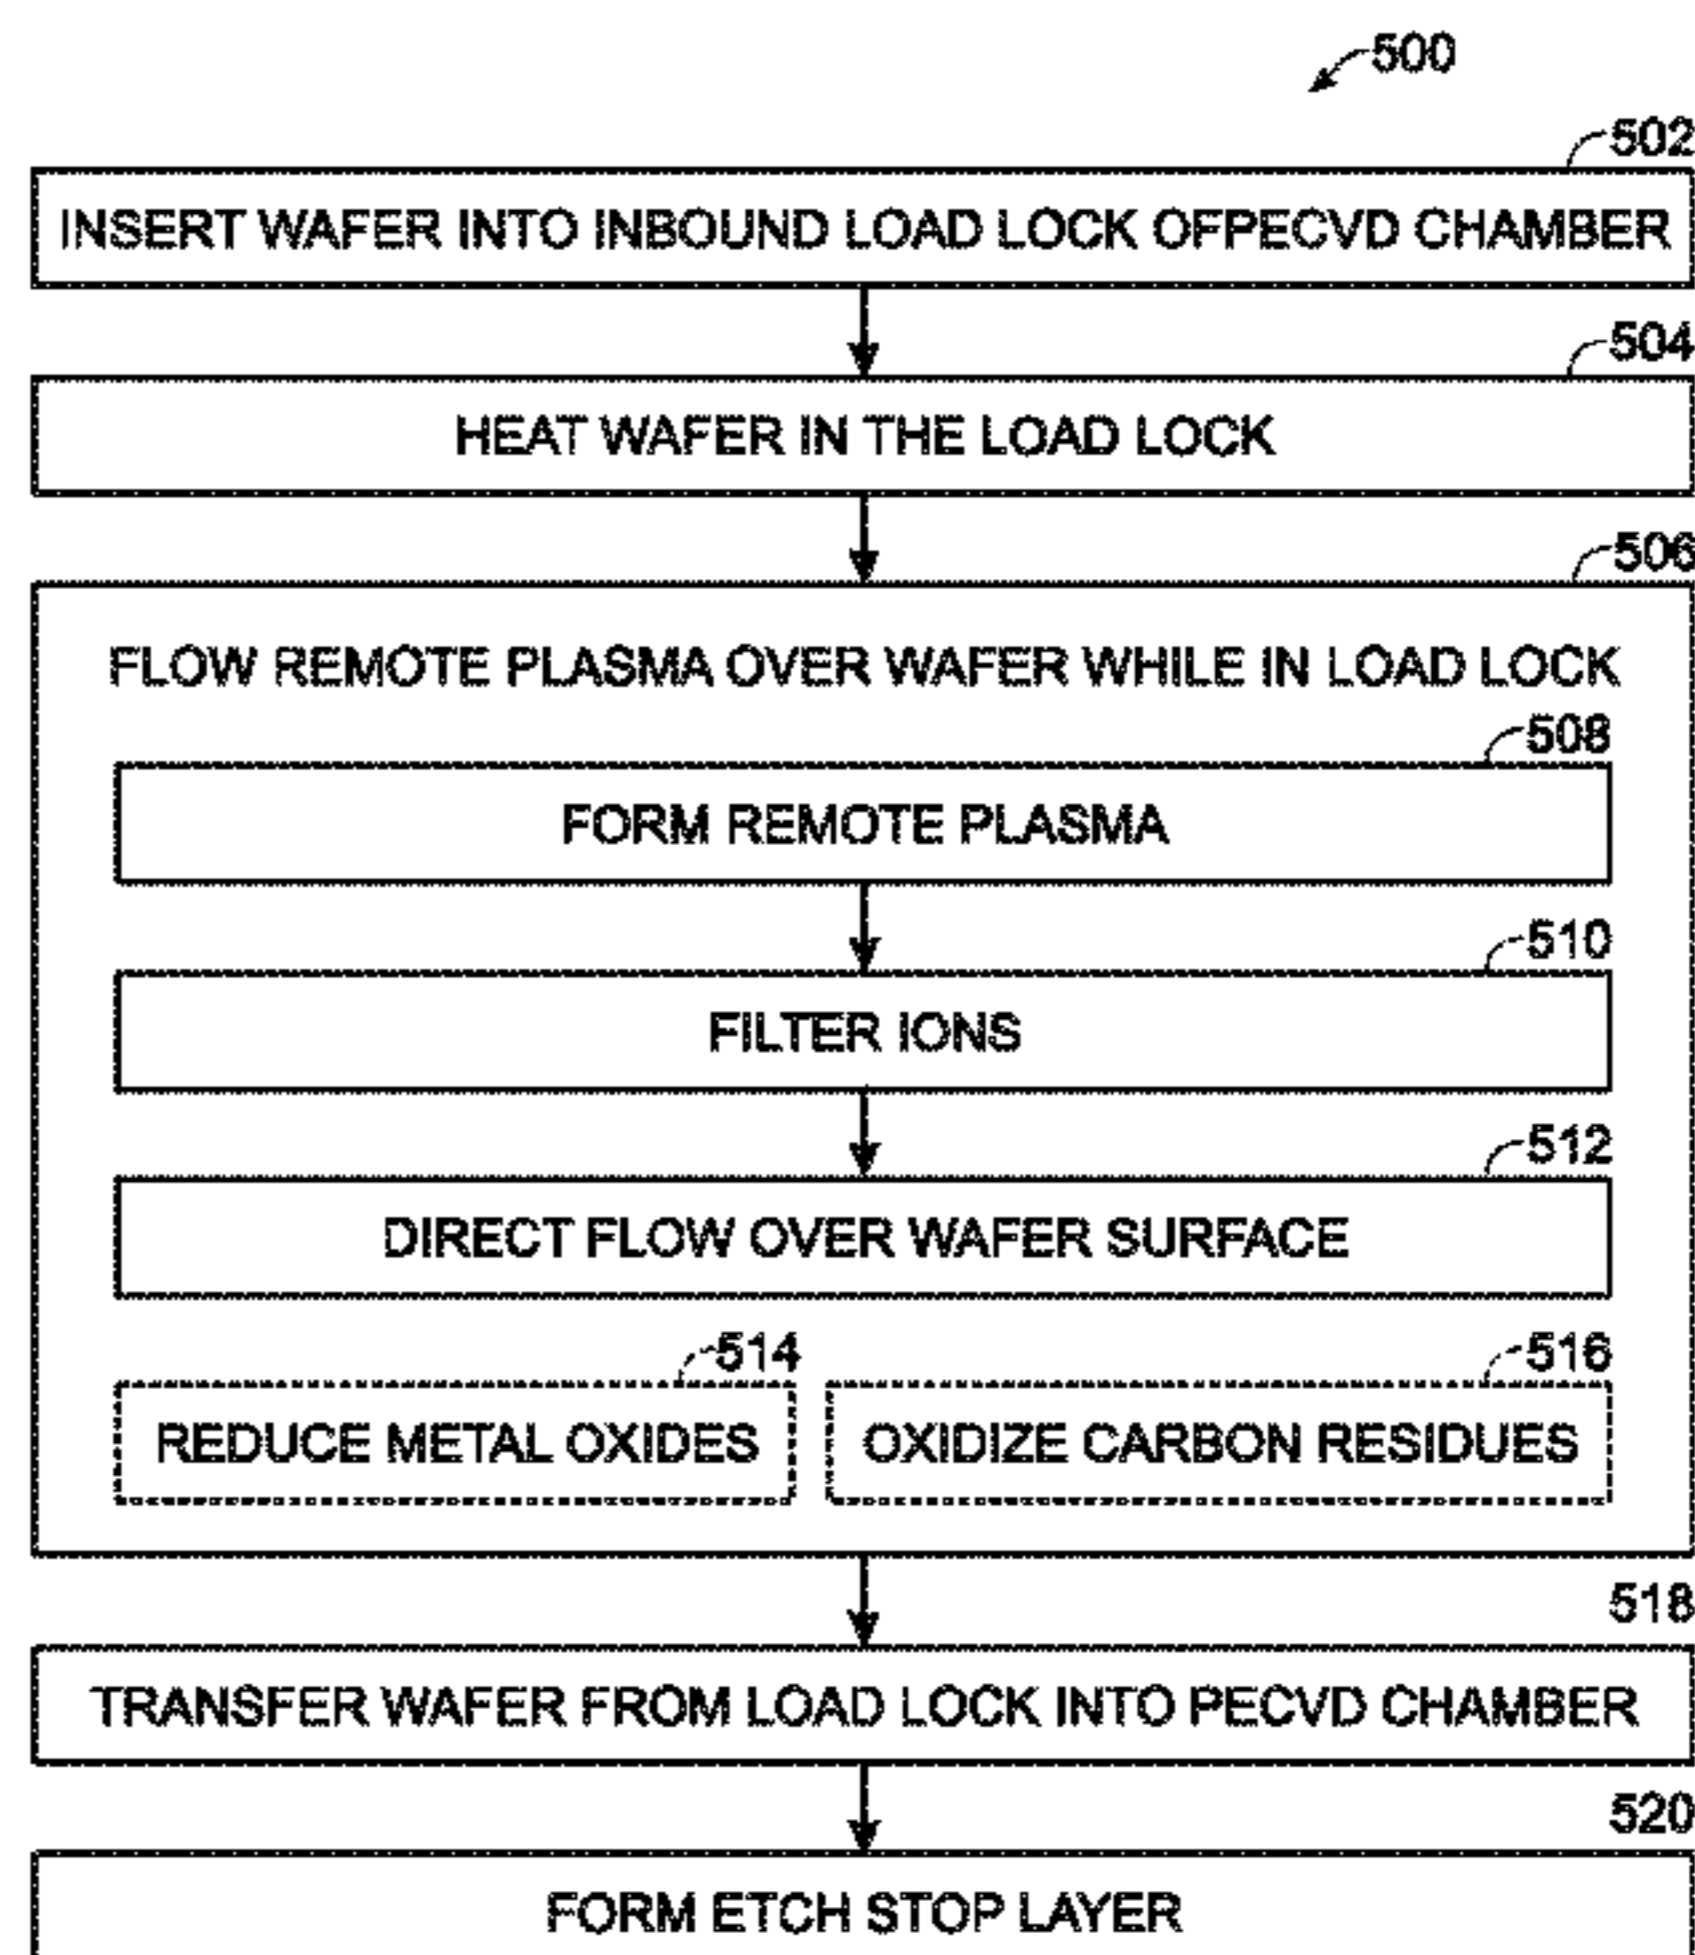 500
502
INSERT WAFER INTO INBOUND LOAD LOCK OFPECVD CHAMBER
504
HEAT WAFER IN THE LOAD LOCK
506
FLOW REMOTE PLASMA OVER WAFER WHILE IN LOAD LOCK
508
FORM REMOTE PLASMA
510
FILTER IONS
512
DIRECT FLOW OVER WAFER SURFACE
514
516
REDUCE METAL OXIDES
OXIDIZE CARBON RESIDUES
518
TRANSFER WAFER FROM LOAD LOCK INTO PECVD CHAMBER
520
FORM ETCH STOP LAYER